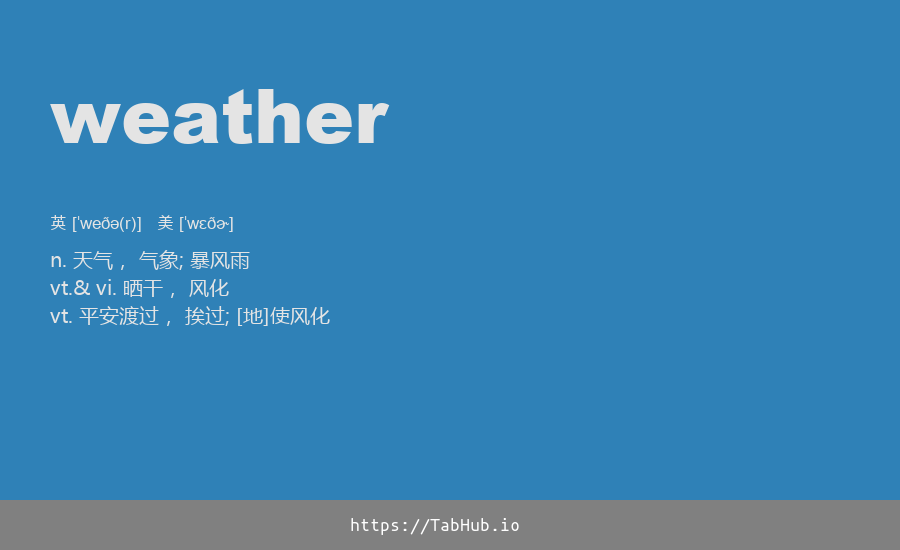 weather
英 [ˈweðə(r)] 美 [ˈwɛðɚ]
n. 天气 ，气象; 暴风雨
vt.& vi. 晒干 ，风化
vt. 平安渡过 ，挨过; [地]使风化
https://TabHub.io